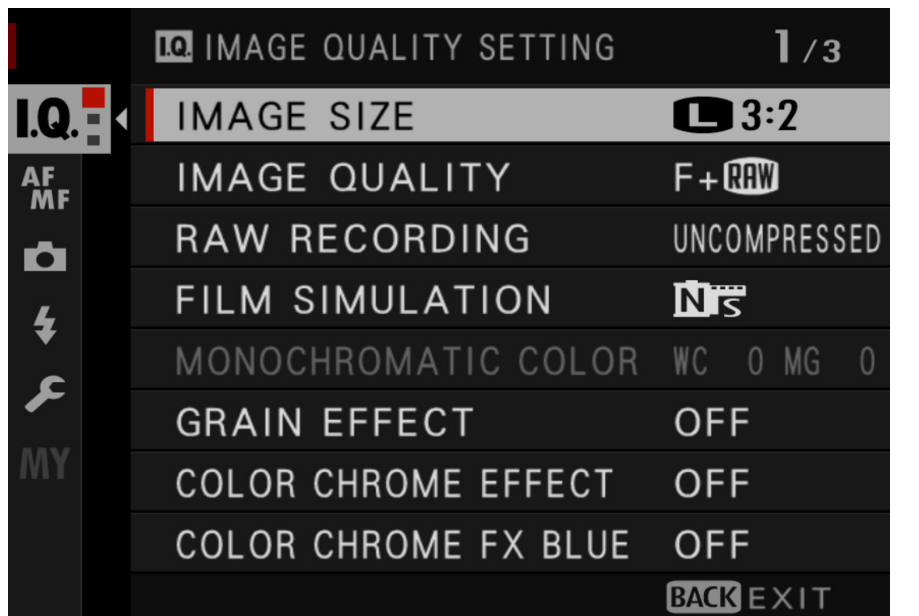 I.Q. IMAGE QUALITY SETTING 1/3
I.Q.
IMAGE SIZE L 3:2
AF
MF
IMAGE QUALITY F+RAW
RAW RECORDING UNCOMPRESSED
FILM SIMULATION N S
MONOCHROMATIC COLOR WC 0 MG 0
GRAIN EFFECT OFF
MY
COLOR CHROME EFFECT OFF
COLOR CHROME FX BLUE OFF
BACK EXIT